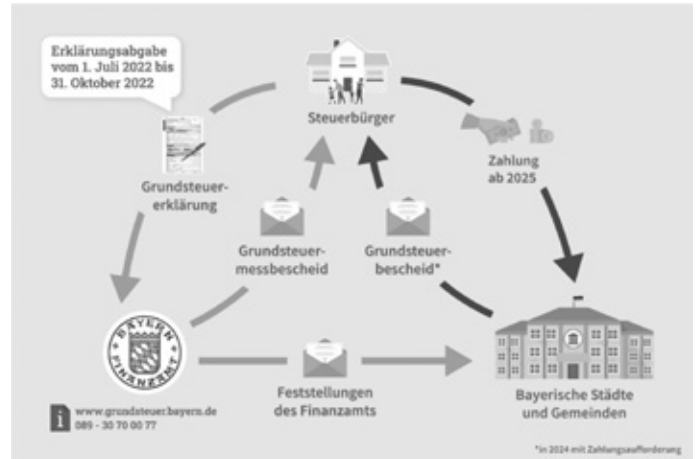 Erklärungsabgabe
vom 1. Juli 2022 bis
31. Oktober 2022
Steuerbürger
Zahlung
ab 2025
Grundsteuer-
erklärung
Grundsteuer-
messbescheid
Grundsteuer-
bescheid*
BAYERN
FINANZAMT
Feststellungen
des Finanzamts
Bayerische Städte
und Gemeinden
i www.grundsteuer.bayern.de
089 - 30 70 00 77
*in 2024 mit Zahlungsaufforderung